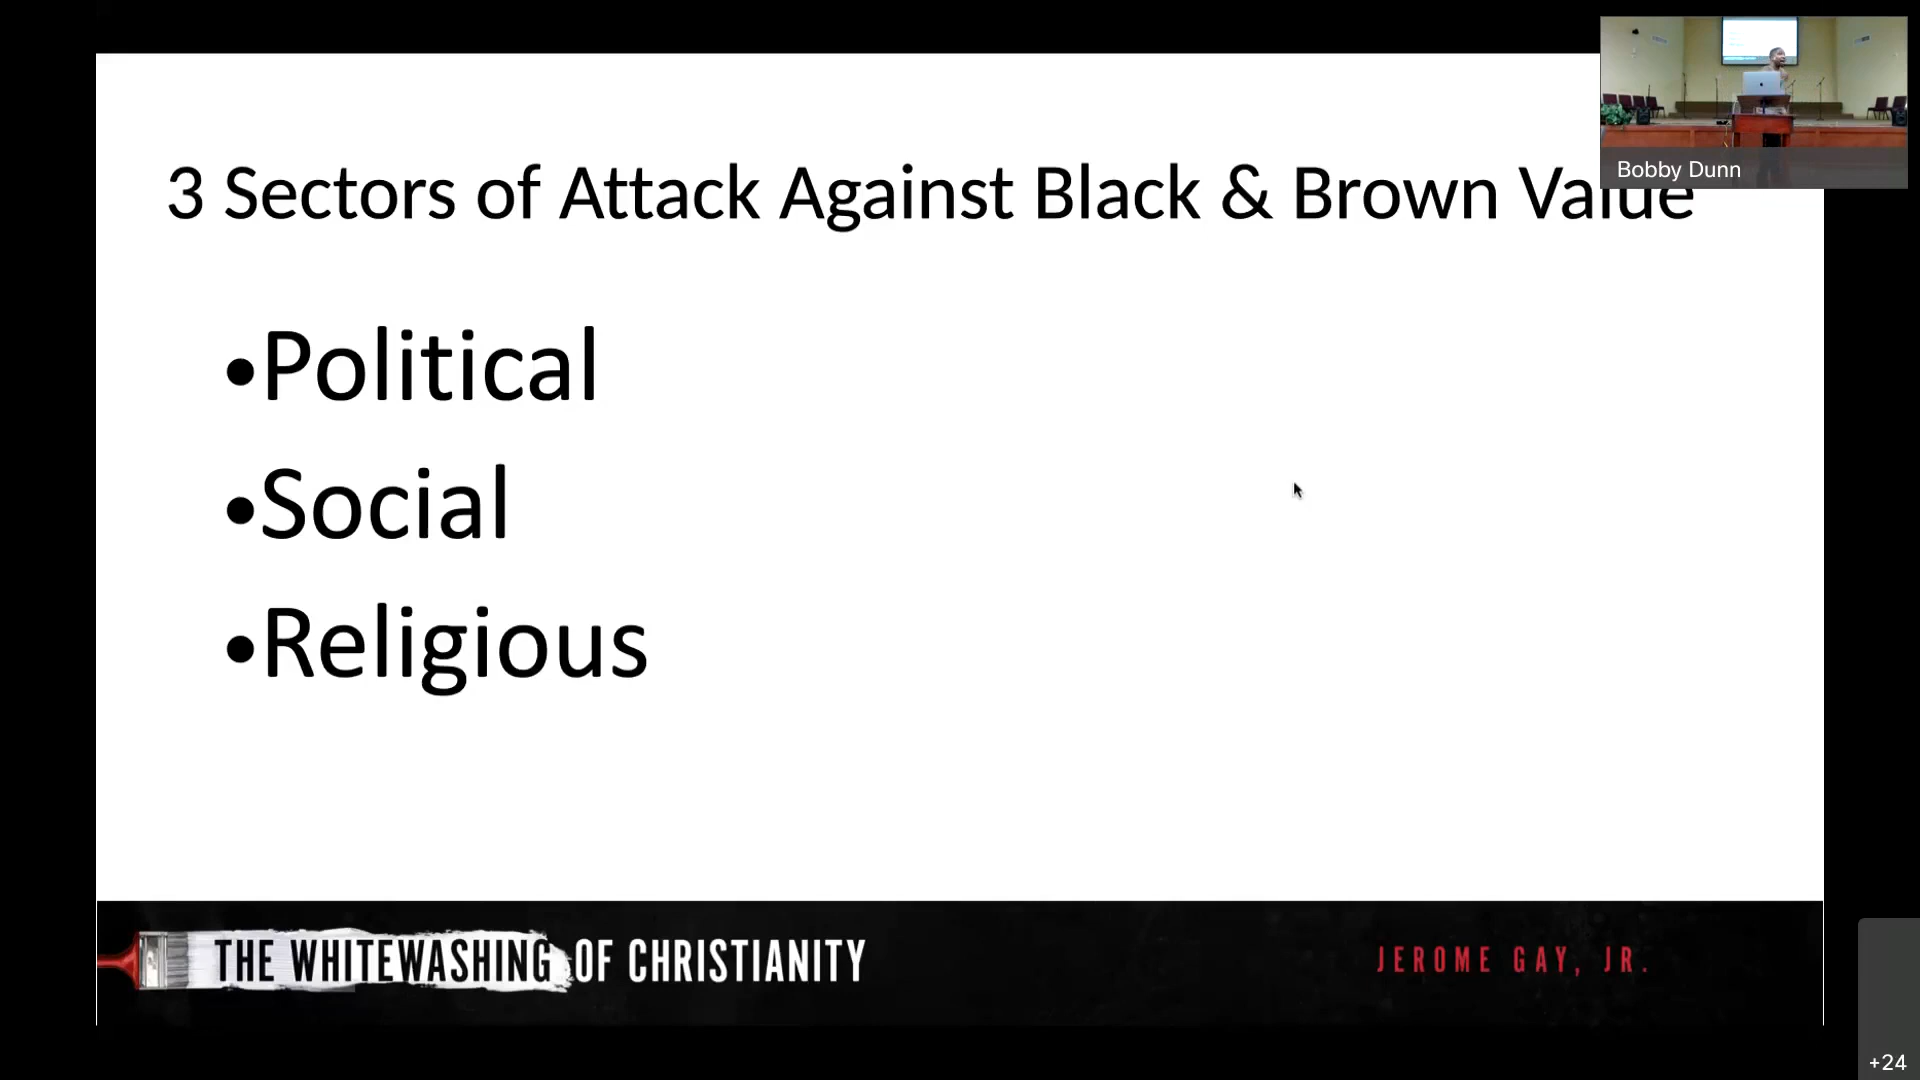 3 Sectors of Attack Against Black & Brown Value
Bobby Dunn
•Political
•Social
•Religious
THE WHITEWASHING OF CHRISTIANITY
JEROME GAY, JR.
+24